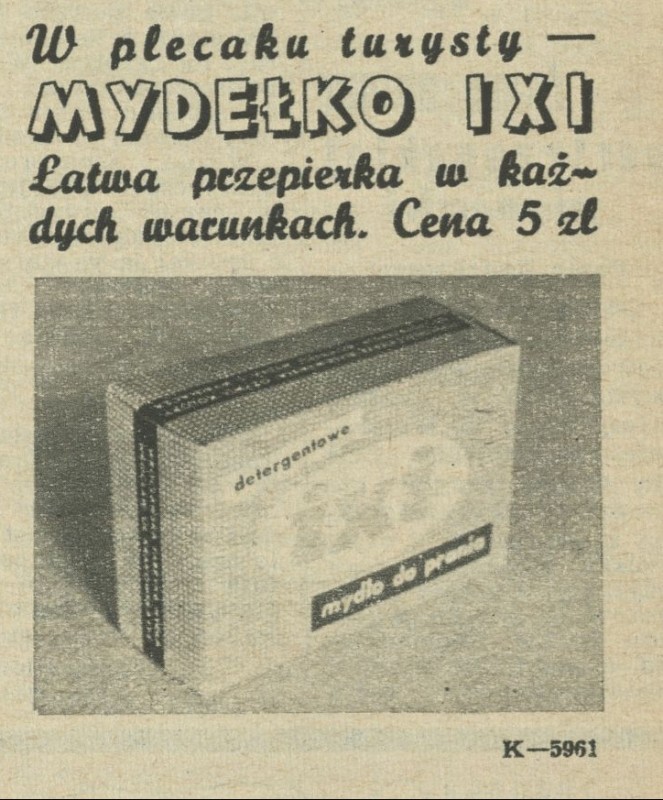 W plecaku turysty —
MYDEŁKO IXI
Łatwa przepierka w każ-
dych warunkach. Cena 5 zł
detergentowe
ixi
mydło do prania
K—5961